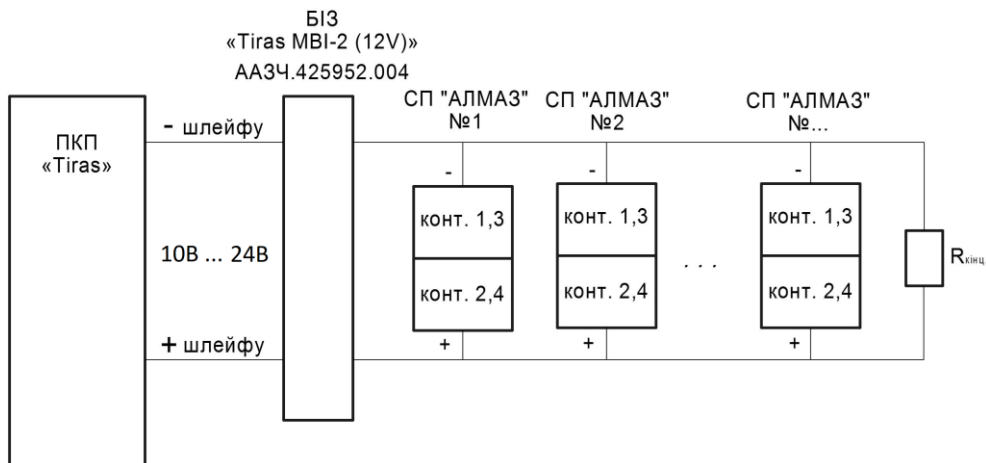 БІЗ
«Tiras MBI-2 (12V)»
ААЗЧ.425952.004
ПКП
«Tiras»
- шлейфу
10В ... 24В
+ шлейфу
СП "АЛМАЗ"
№1
СП "АЛМАЗ"
№2
СП "АЛМАЗ"
№...
-
-
-
конт. 1,3
конт. 1,3
конт. 1,3
конт. 2,4
конт. 2,4
. . .
конт. 2,4
+
+
+
Rкінц.